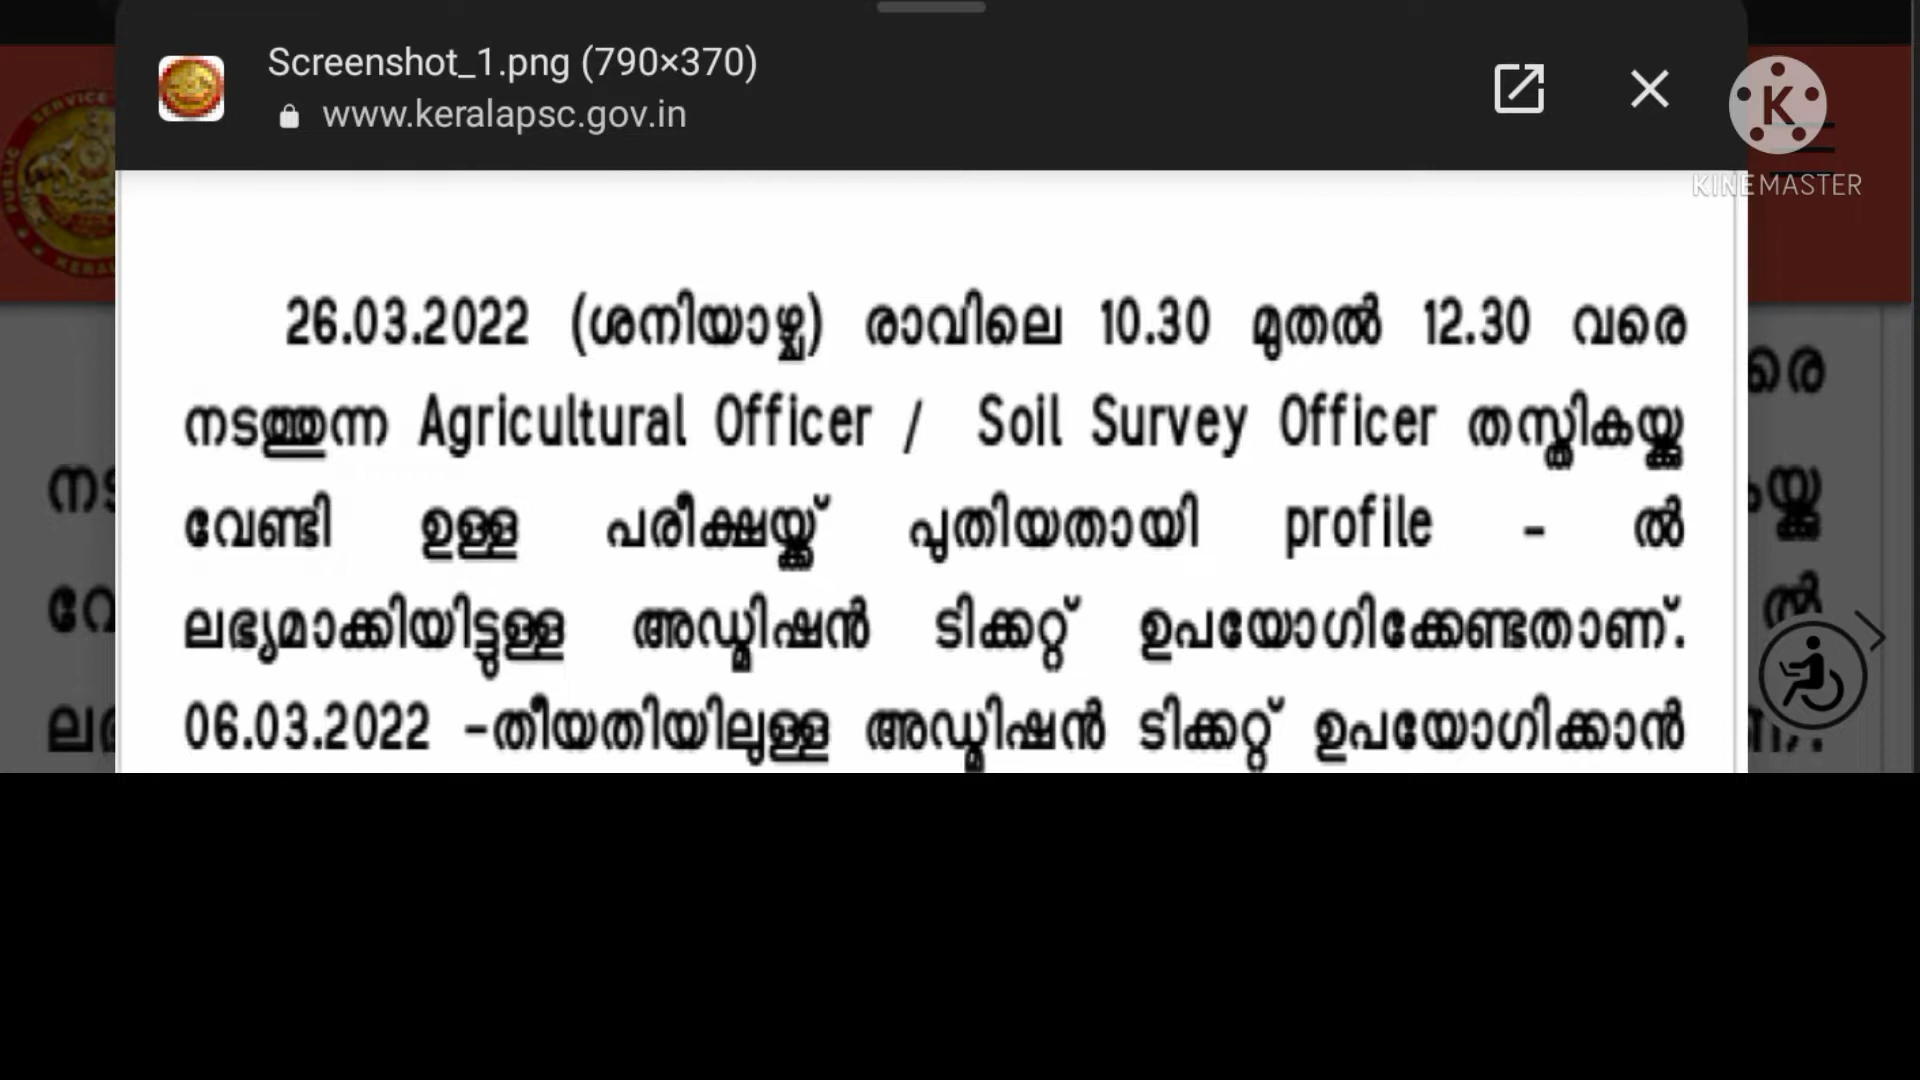 Screenshot_1.png (790×370)
www.keralapsc.gov.in
KINEMASTER
26.03.2022 (ശനിയാഴ്ച) രാവിലെ 10.30 മുതൽ 12.30 വരെ
നടത്തുന്ന Agricultural Officer / Soil Survey Officer തസ്തികയ്ക്കു
വേണ്ടി ഉള്ള പരീക്ഷയ്ക്ക് പുതിയതായി profile - ൽ
ലഭ്യമാക്കിയിട്ടുള്ള അഡ്മിഷൻ ടിക്കറ്റ് ഉപയോഗിക്കേണ്ടതാണ്.
06.03.2022 -തീയതിയിലുള്ള അഡ്മിഷൻ ടിക്കറ്റ് ഉപയോഗിക്കാൻ